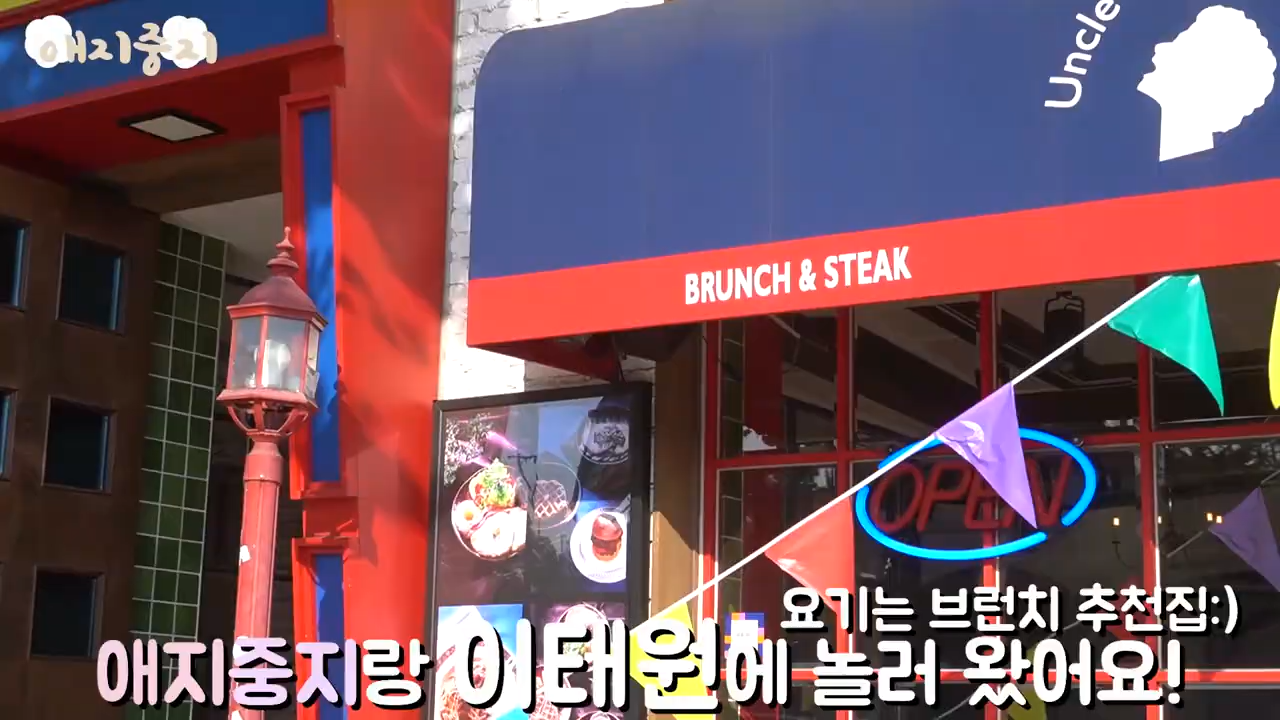 애지중지
Uncle
BRUNCH & STEAK
OPEN
요기는 브런치 추천집:)
애지중지랑 이태원에 놀러 왔어요!